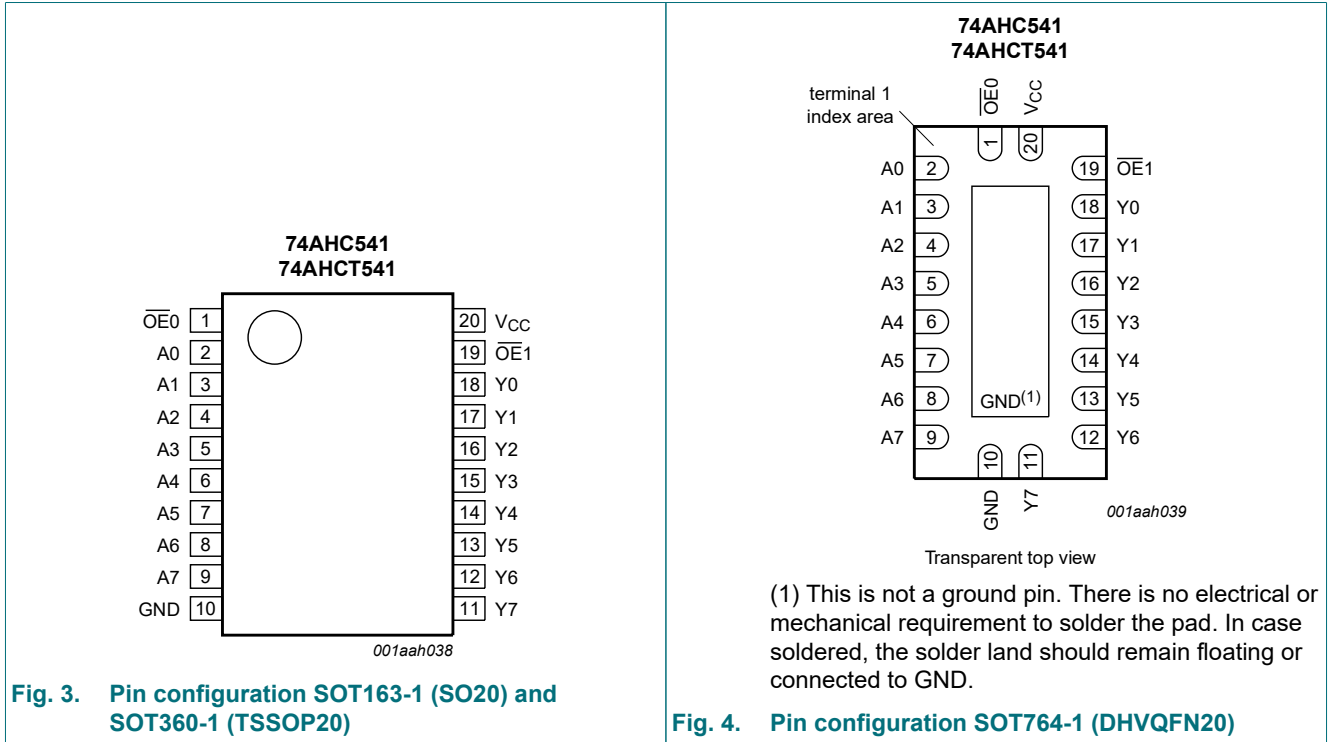 74AHC541
74AHCT541
OE0 1
A0 2
A1 3
A2 4
A3 5
A4 6
A5 7
A6 8
A7 9
GND 10
20 VCC
19 OE1
18 Y0
17 Y1
16 Y2
15 Y3
14 Y4
13 Y5
12 Y6
11 Y7
001aah038
Fig. 3. Pin configuration SOT163-1 (SO20) and
SOT360-1 (TSSOP20)
74AHC541
74AHCT541
terminal 1
index area
OE0
VCC
1
20
A0 2
A1 3
A2 4
A3 5
A4 6
A5 7
A6 8
A7 9
19 OE1
18 Y0
17 Y1
16 Y2
15 Y3
14 Y4
13 Y5
12 Y6
GND(1)
10
11
GND
Y7
001aah039
Transparent top view
(1) This is not a ground pin. There is no electrical or
mechanical requirement to solder the pad. In case
soldered, the solder land should remain floating or
connected to GND.
Fig. 4. Pin configuration SOT764-1 (DHVQFN20)